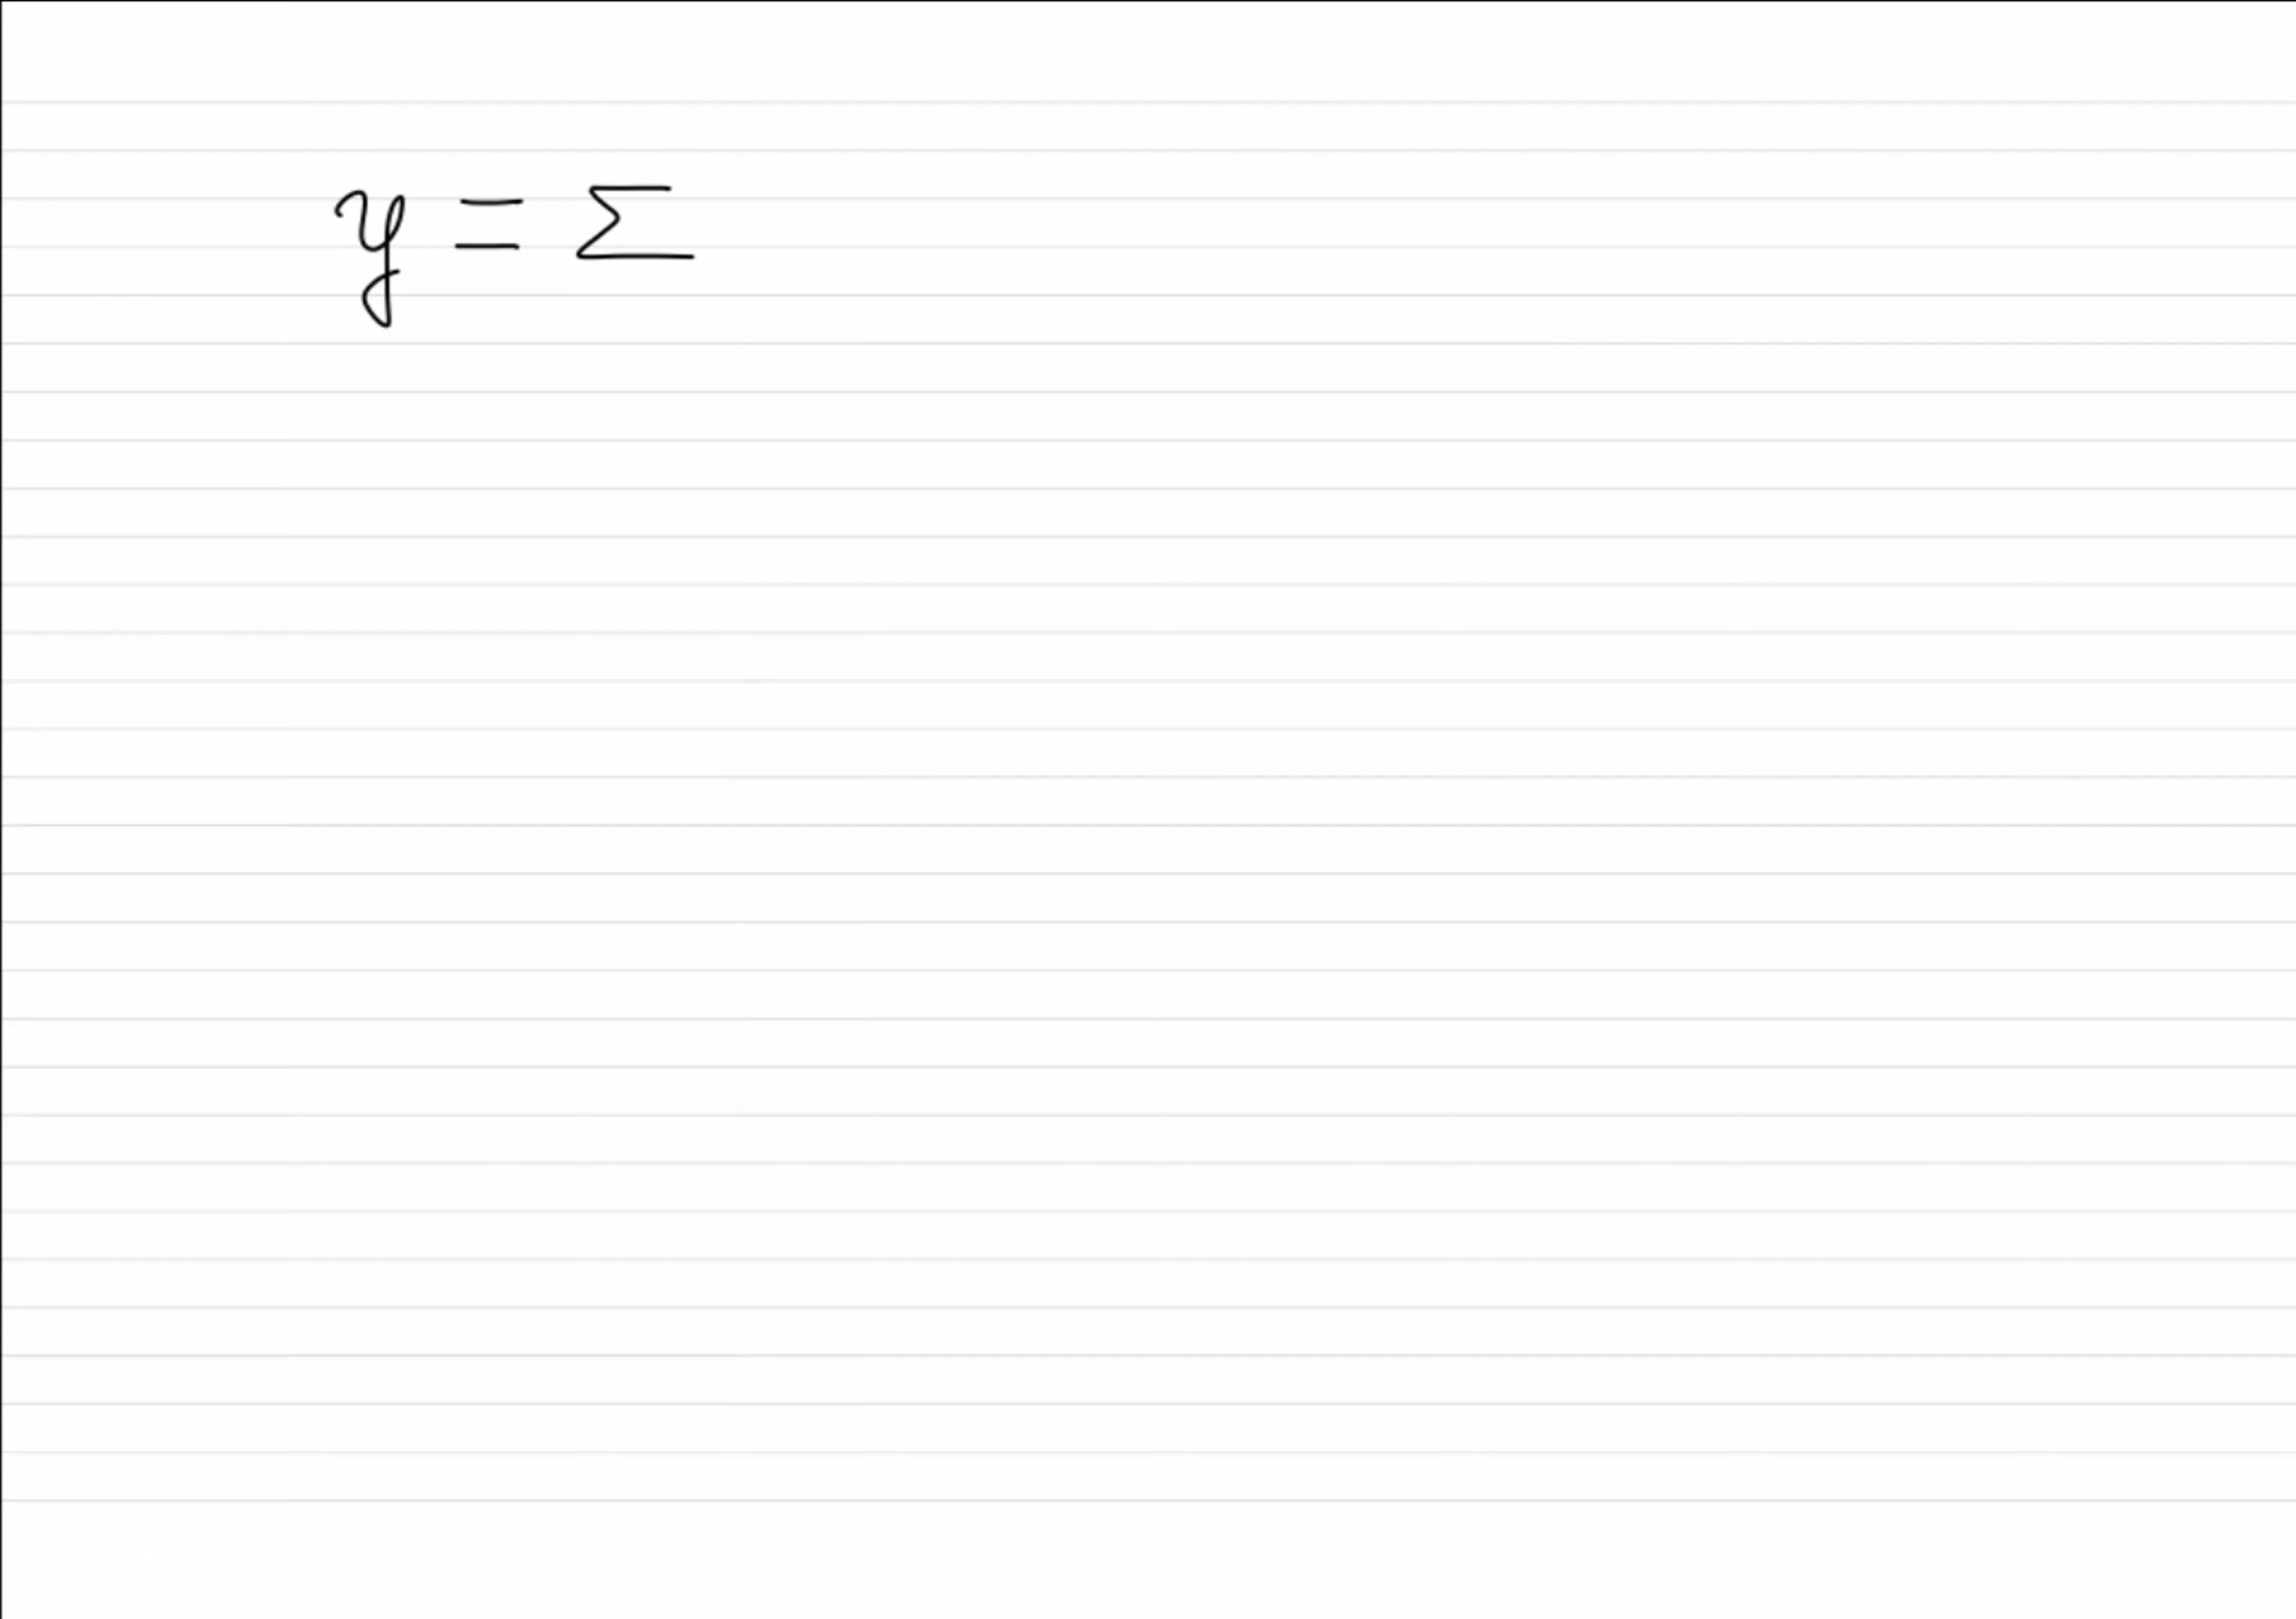 y = Σ